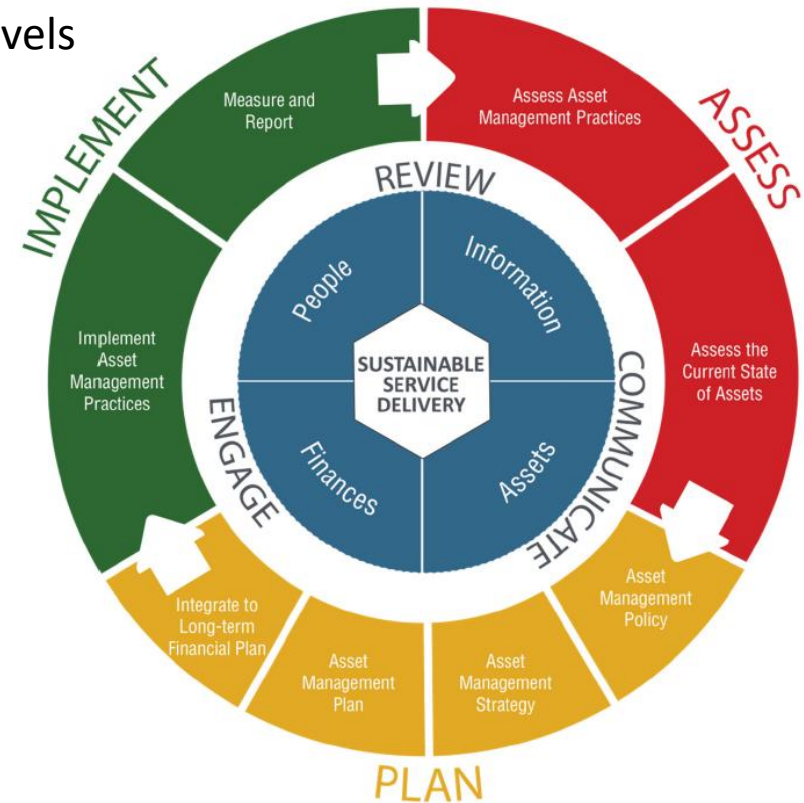 vels
IMPLEMENT
Measure and
Report
Assess Asset
Management Practices
ASSESS
REVIEW
People
Information
Implement
Asset
Management
Practices
SUSTAINABLE
SERVICE
DELIVERY
Assess the
Current State
of Assets
ENGAGE
COMMUNICATE
Finances
Assets
Integrate to
Long-term
Financial Plan
Asset
Management
Plan
Asset
Management
Strategy
Asset
Management
Policy
PLAN